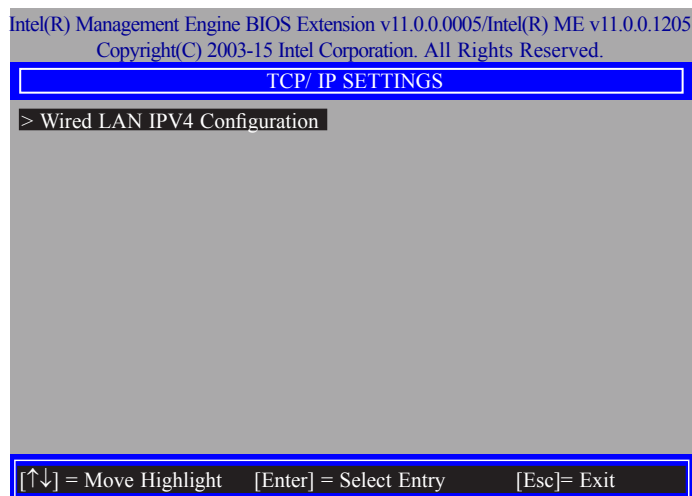 Intel(R) Management Engine BIOS Extension v11.0.0.0005/Intel(R) ME v11.0.0.1205
Copyright(C) 2003-15 Intel Corporation. All Rights Reserved.
TCP/ IP SETTINGS
> Wired LAN IPV4 Configuration
[↑↓] = Move Highlight [Enter] = Select Entry [Esc]= Exit